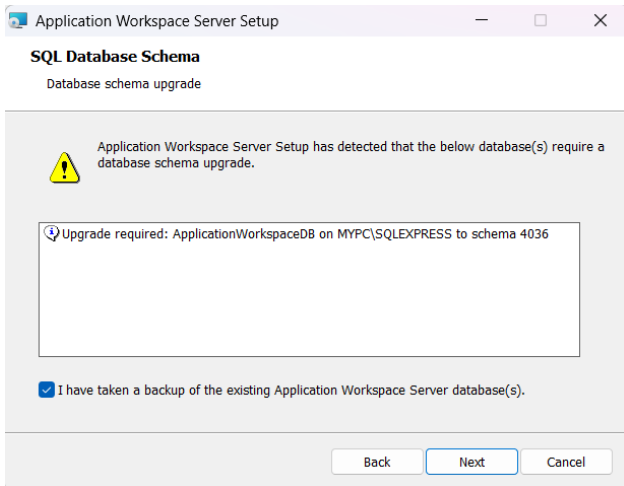 Application Workspace Server Setup
SQL Database Schema
Database schema upgrade
Application Workspace Server Setup has detected that the below database(s) require a
database schema upgrade.
Upgrade required: ApplicationWorkspaceDB on MYPC\SQLEXPRESS to schema 4036
I have taken a backup of the existing Application Workspace Server database(s).
Back Next Cancel